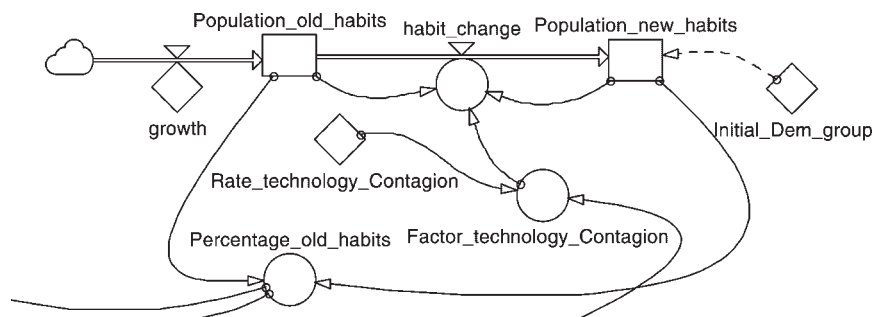 Population_old_habits
habit_change
Population_new_habits
growth
Initial_Dem_group
Rate_technology_Contagion
Percentage_old_habits
Factor_technology_Contagion